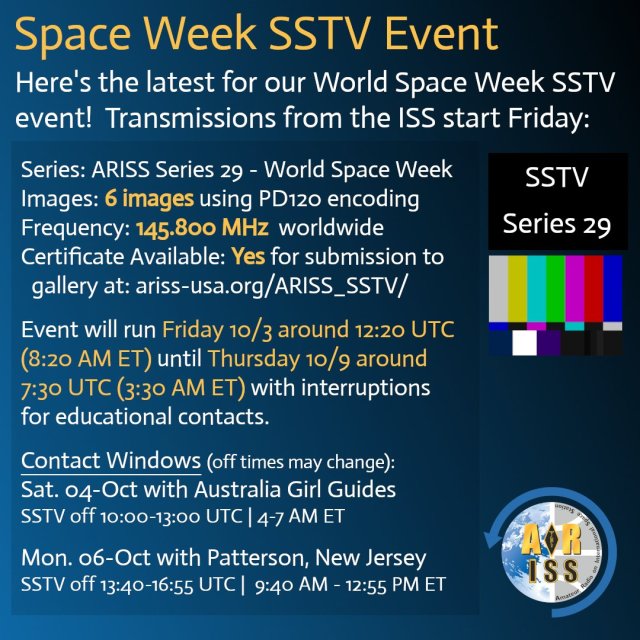 Space Week SSTV Event
Here's the latest for our World Space Week SSTV
event!  Transmissions from the ISS start Friday:
Series: ARISS Series 29 - World Space Week
Images: 6 images using PD120 encoding
Frequency: 145.800 MHz  worldwide
Certificate Available: Yes for submission to
gallery at: ariss-usa.org/ARISS_SSTV/
SSTV
Series 29
Event will run Friday 10/3 around 12:20 UTC
(8:20 AM ET) until Thursday 10/9 around
7:30 UTC (3:30 AM ET) with interruptions
for educational contacts.
Contact Windows (off times may change):
Sat. 04-Oct with Australia Girl Guides
SSTV off 10:00-13:00 UTC | 4-7 AM ET
Mon. 06-Oct with Patterson, New Jersey
SSTV off 13:40-16:55 UTC |  9:40 AM - 12:55 PM ET
AR
ISS
Amateur Radio on International Space Station